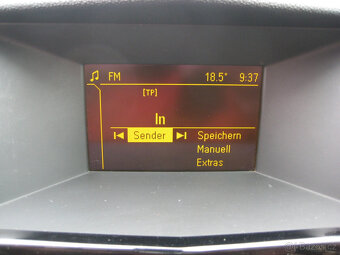 FM 18.5° 9:37
[TP]
In
Sender Speichern
Manuell
Extras